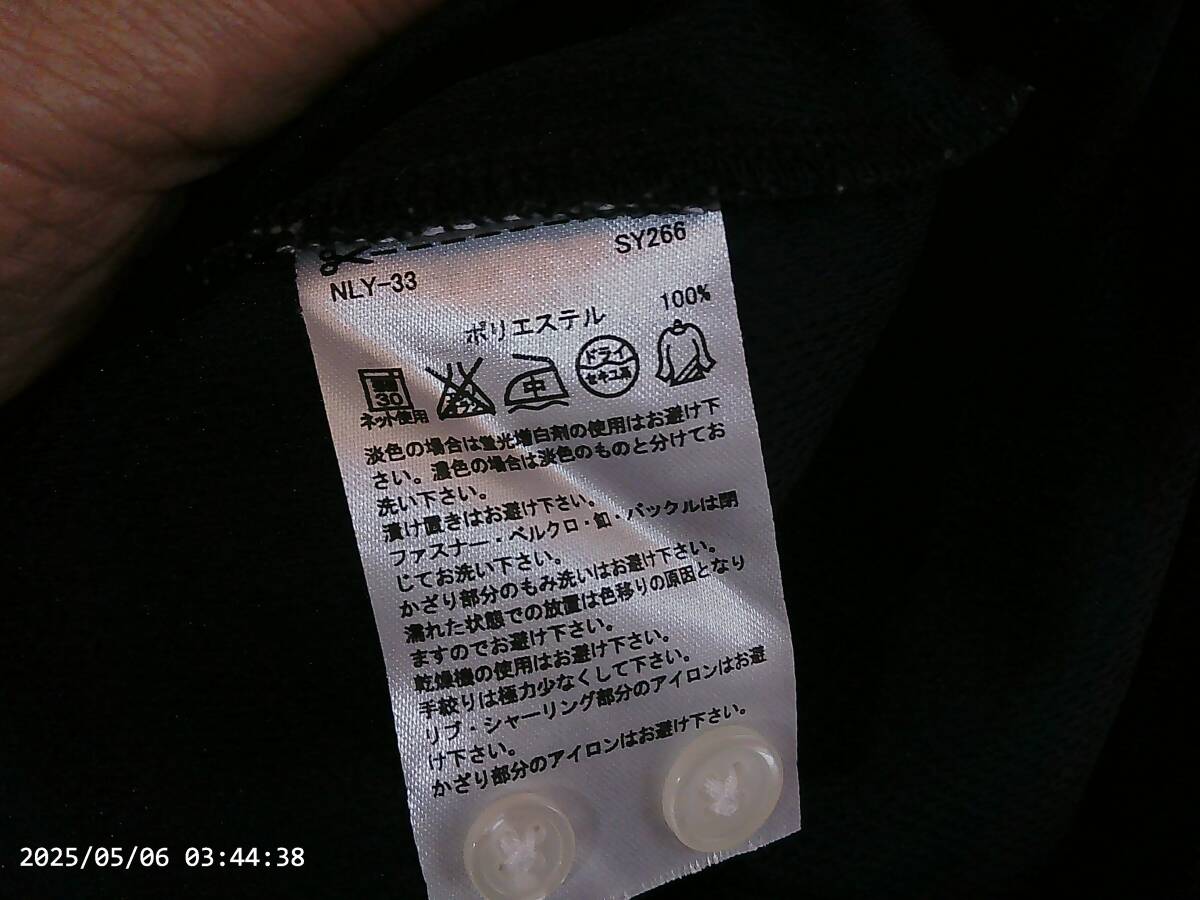 SY266
NLY-33
100%
ポリエステル
30
ネット使用
中
ドライ
セキユ系
淡色の場合は蛍光増白剤の使用はお避け下
さい。濃色の場合は淡色のものと分けてお
洗い下さい。
漬け置きはお避け下さい。
ファスナー・ベルクロ・釦・バックルは閉
じてお洗い下さい。
かざり部分のもみ洗いはお避け下さい。
濡れた状態での放置は色移りの原因となり
ますのでお避け下さい。
乾燥機の使用はお避け下さい。
手絞りは極力少なくして下さい。
リブ・シャーリング部分のアイロンはお避
け下さい。
かざり部分のアイロンはお避け下さい。
2025/05/06 03:44:38